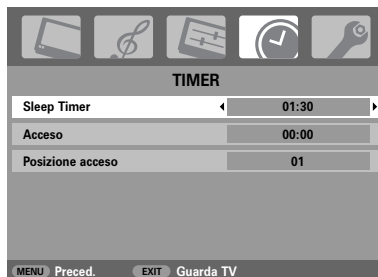 TIMER
Sleep Timer 01:30
Acceso 00:00
Posizione acceso 01
MENU Preced. EXIT Guarda TV